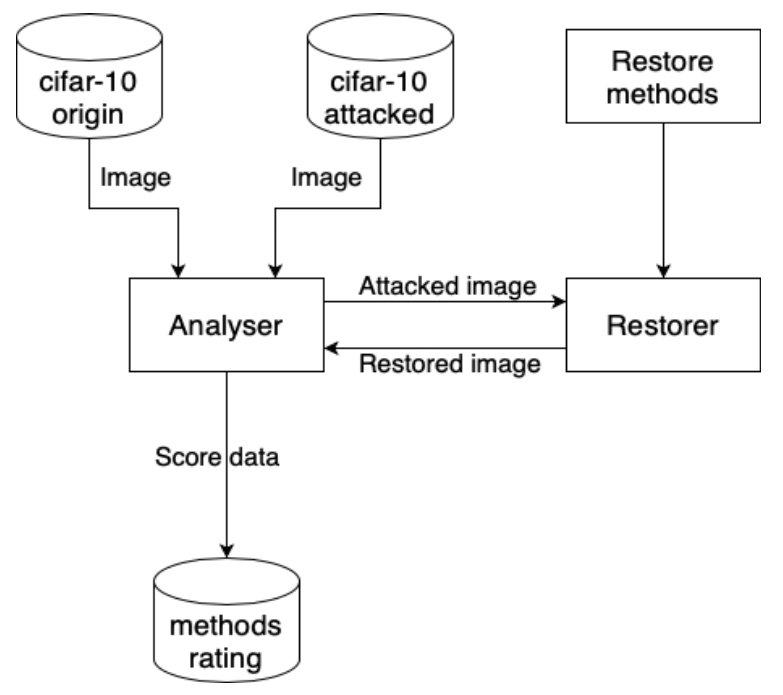 cifar-10
origin
cifar-10
attacked
Restore
methods
Image
Image
Attacked image
Analyser
Restorer
Restored image
Score data
methods
rating